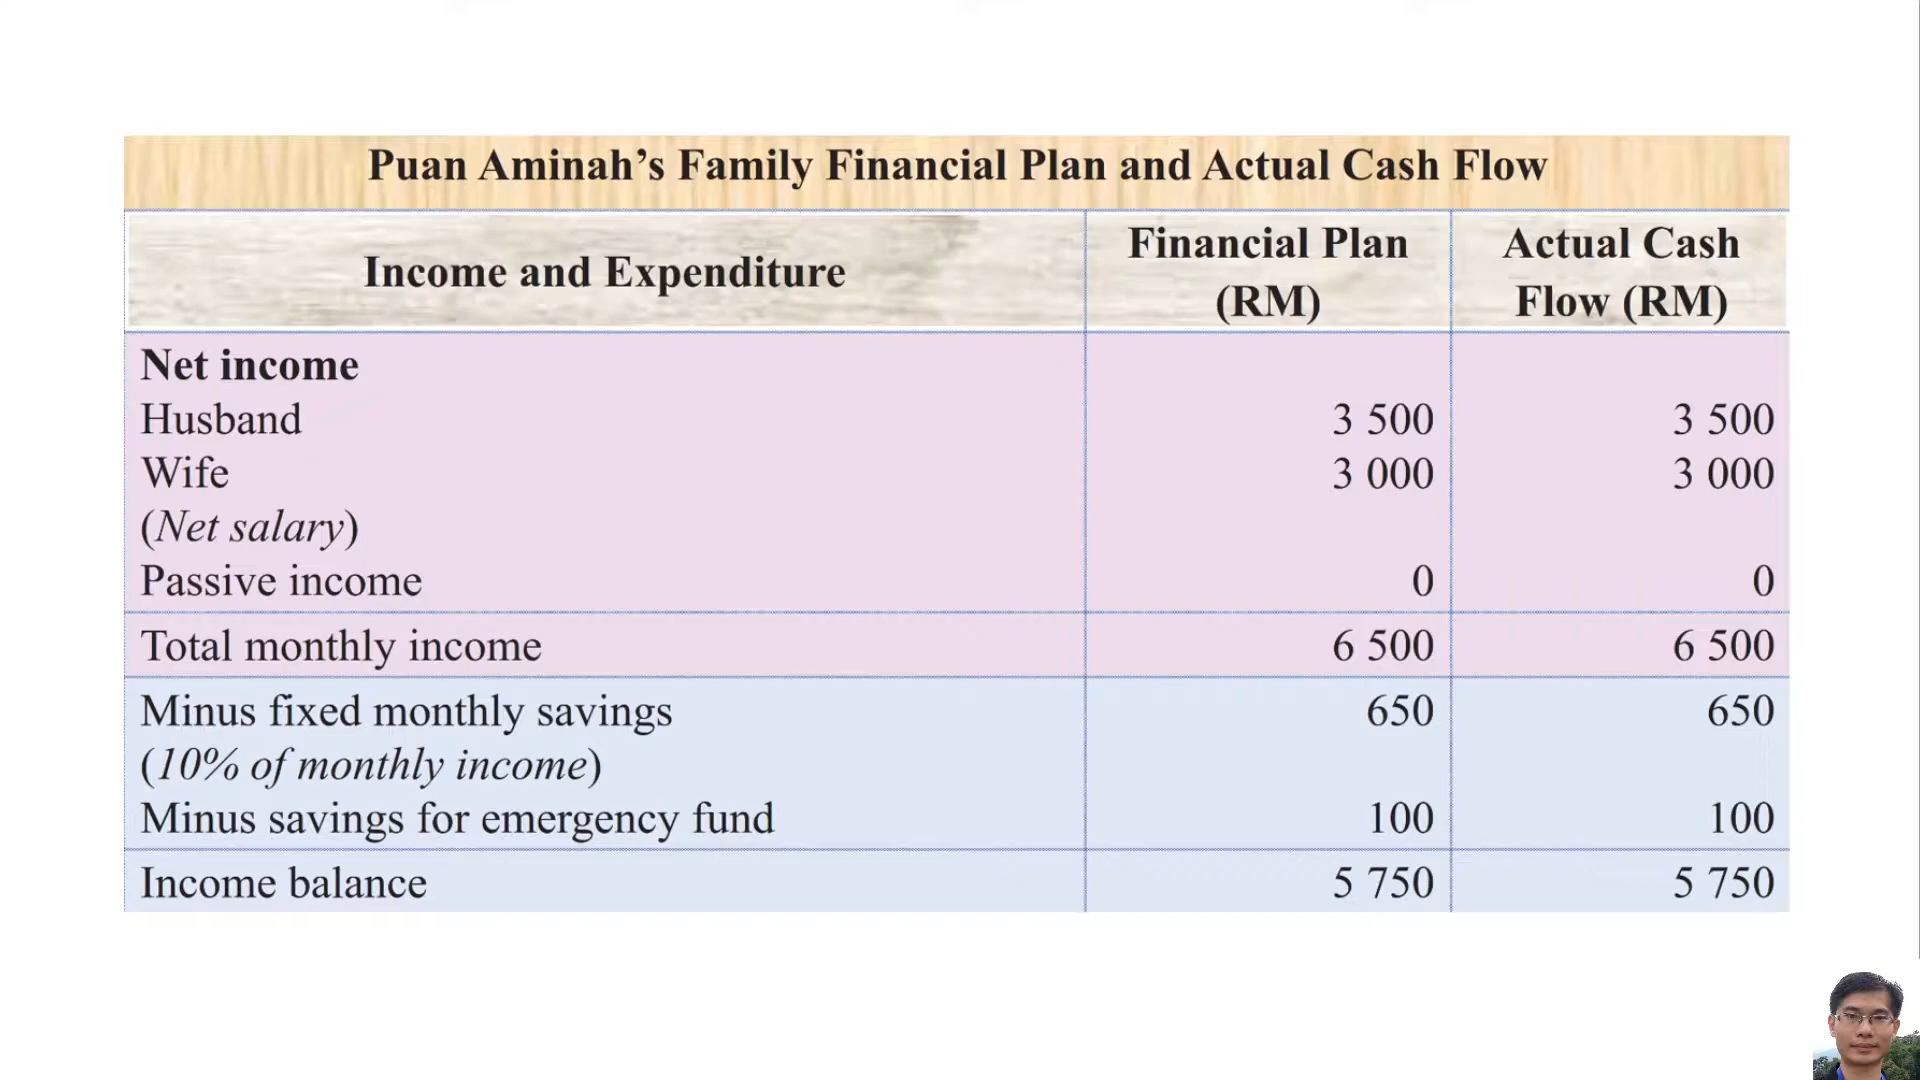 Puan Aminah’s Family Financial Plan and Actual Cash Flow
Income and Expenditure
Financial Plan
(RM)
Actual Cash
Flow (RM)
Net income
Husband 3 500 3 500
Wife 3 000 3 000
(Net salary)
Passive income 0 0
Total monthly income 6 500 6 500
Minus fixed monthly savings 650 650
(10% of monthly income)
Minus savings for emergency fund 100 100
Income balance 5 750 5 750